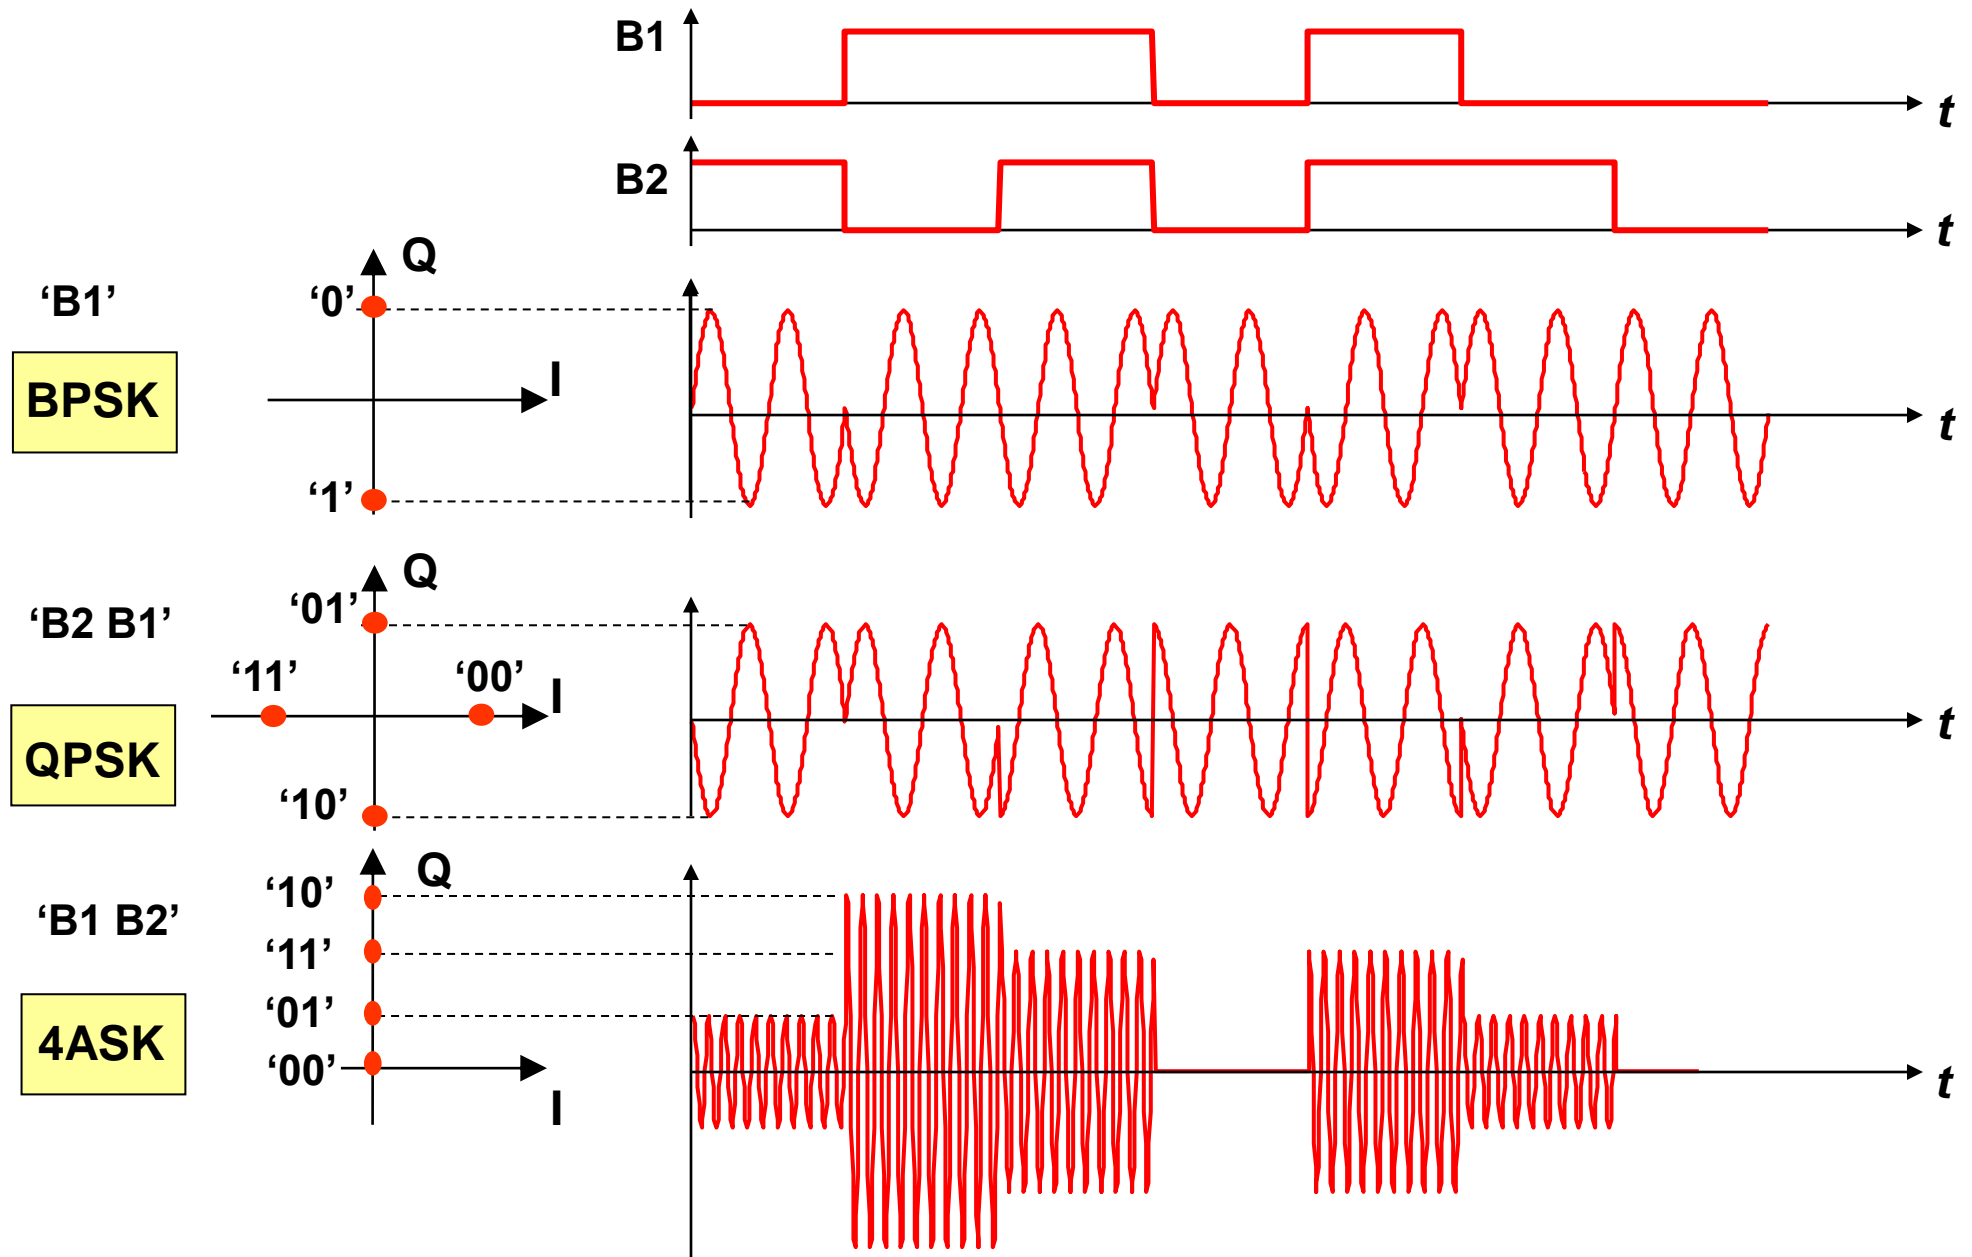 B1
t
B2
t
Q
‘B1’
‘0’
I
BPSK
t
‘1’
Q
‘B2 B1’
‘01’
‘11’
‘00’
I
t
QPSK
‘10’
Q
‘10’
‘B1 B2’
‘11’
‘01’
4ASK
‘00’
t
I